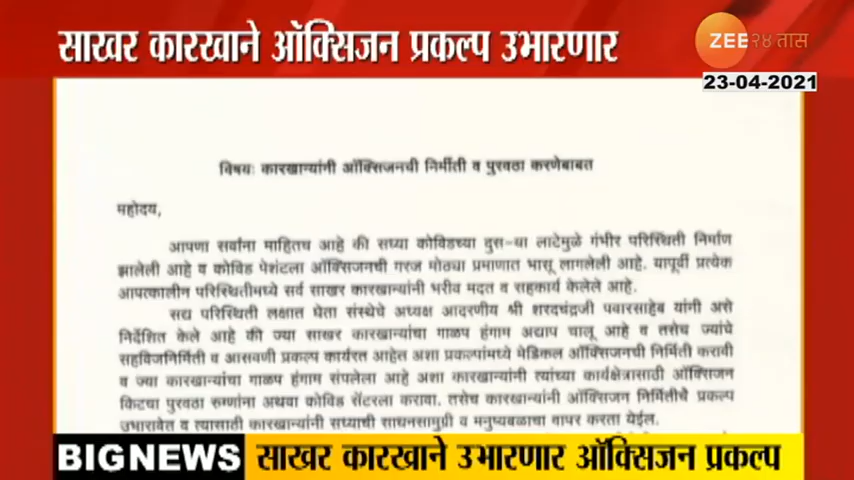 साखर कारखाने ऑक्सिजन प्रकल्प उभारणार
ZEE २४ तास
23-04-2021
विषयः कारखान्यांनी ऑक्सिजनची निर्मीती व पुरवठा करणेबाबत
महोदय,
आपणा सर्वांना माहितच आहे की सध्या कोविडच्या दुस-या लाटेमुळे गंभीर परिस्थिती निर्माण
झालेली आहे व कोविड पेशंटला ऑक्सिजनची गरज मोठ्या प्रमाणात भासू लागलेली आहे. यापूर्वी प्रत्येक
आपत्कालीन परिस्थितीमध्ये सर्व साखर कारखान्यांनी भरीव मदत व सहकार्य केलेले आहे.
सद्य परिस्थिती लक्षात घेता संस्थेचे अध्यक्ष आदरणीय श्री शरदचंद्रजी पवारसाहेब यांनी असे
निर्देशित केले आहे की ज्या साखर कारखान्यांचा गाळप हंगाम अद्याप चालू आहे व तसेच ज्यांचे
सहविजनिर्मिती व आसवणी प्रकल्प कार्यरत आहेत अशा प्रकल्पांमध्ये मेडिकल ऑक्सिजनची निर्मिती करावी
व ज्या कारखान्यांचा गाळप हंगाम संपलेला आहे अशा कारखान्यांनी त्यांच्या कार्यक्षेत्रासाठी ऑक्सिजन
किटचा पुरवठा रुग्णांना अथवा कोविड सेंटरला करावा. तसेच कारखान्यांनी ऑक्सिजन निर्मितीचे प्रकल्प
उभारावेत व त्यासाठी कारखान्यांनी सध्याची साधनसामुग्री व मनुष्यबळाचा वापर करता येईल.
BIGNEWS साखर कारखाने उभारणार ऑक्सिजन प्रकल्प